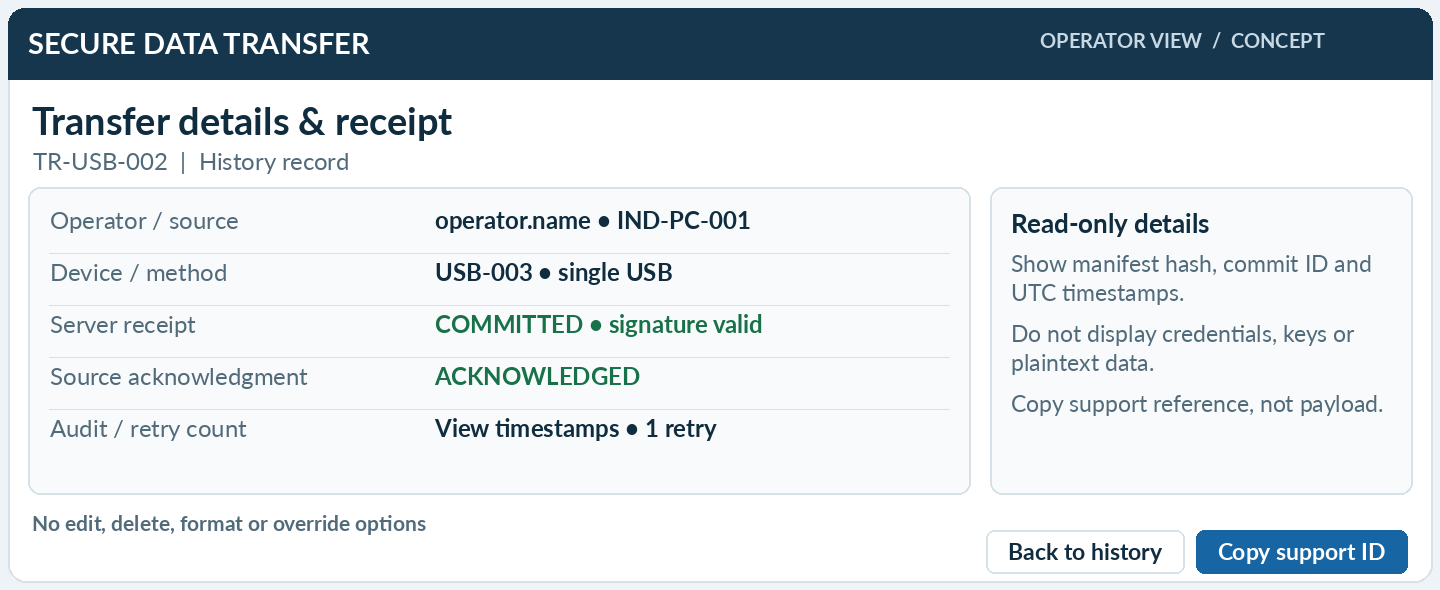 SECURE DATA TRANSFER
OPERATOR VIEW / CONCEPT
Transfer details & receipt
TR-USB-002 | History record
Operator / source
operator.name • IND-PC-001
Device / method
USB-003 • single USB
Server receipt
COMMITTED • signature valid
Source acknowledgment
ACKNOWLEDGED
Audit / retry count
View timestamps • 1 retry
Read-only details
Show manifest hash, commit ID and
UTC timestamps.
Do not display credentials, keys or
plaintext data.
Copy support reference, not payload.
No edit, delete, format or override options
Back to history
Copy support ID